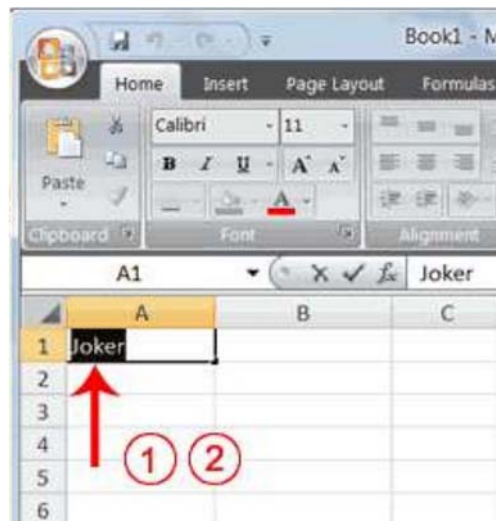 Book1 - M
Home Insert Page Layout Formulas
Calibri 11
B I U A A
Paste A
Clipboard Font Alignment
A1 fx Joker
A B C
1 Joker
2
3
4 1 2
5
6